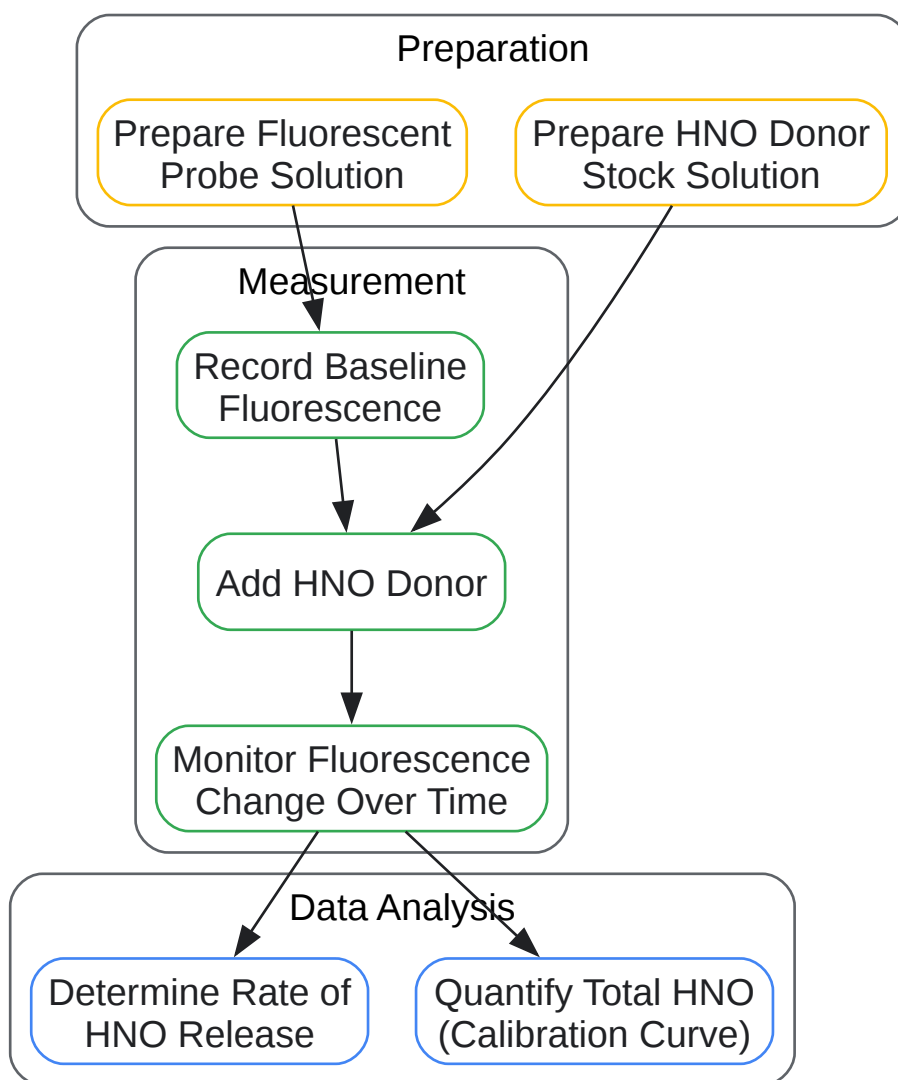 Preparation
Prepare Fluorescent
Probe Solution
Prepare HNO Donor
Stock Solution
Measurement
Record Baseline
Fluorescence
Add HNO Donor
Monitor Fluorescence
Change Over Time
Data Analysis
Determine Rate of
HNO Release
Quantify Total HNO
(Calibration Curve)